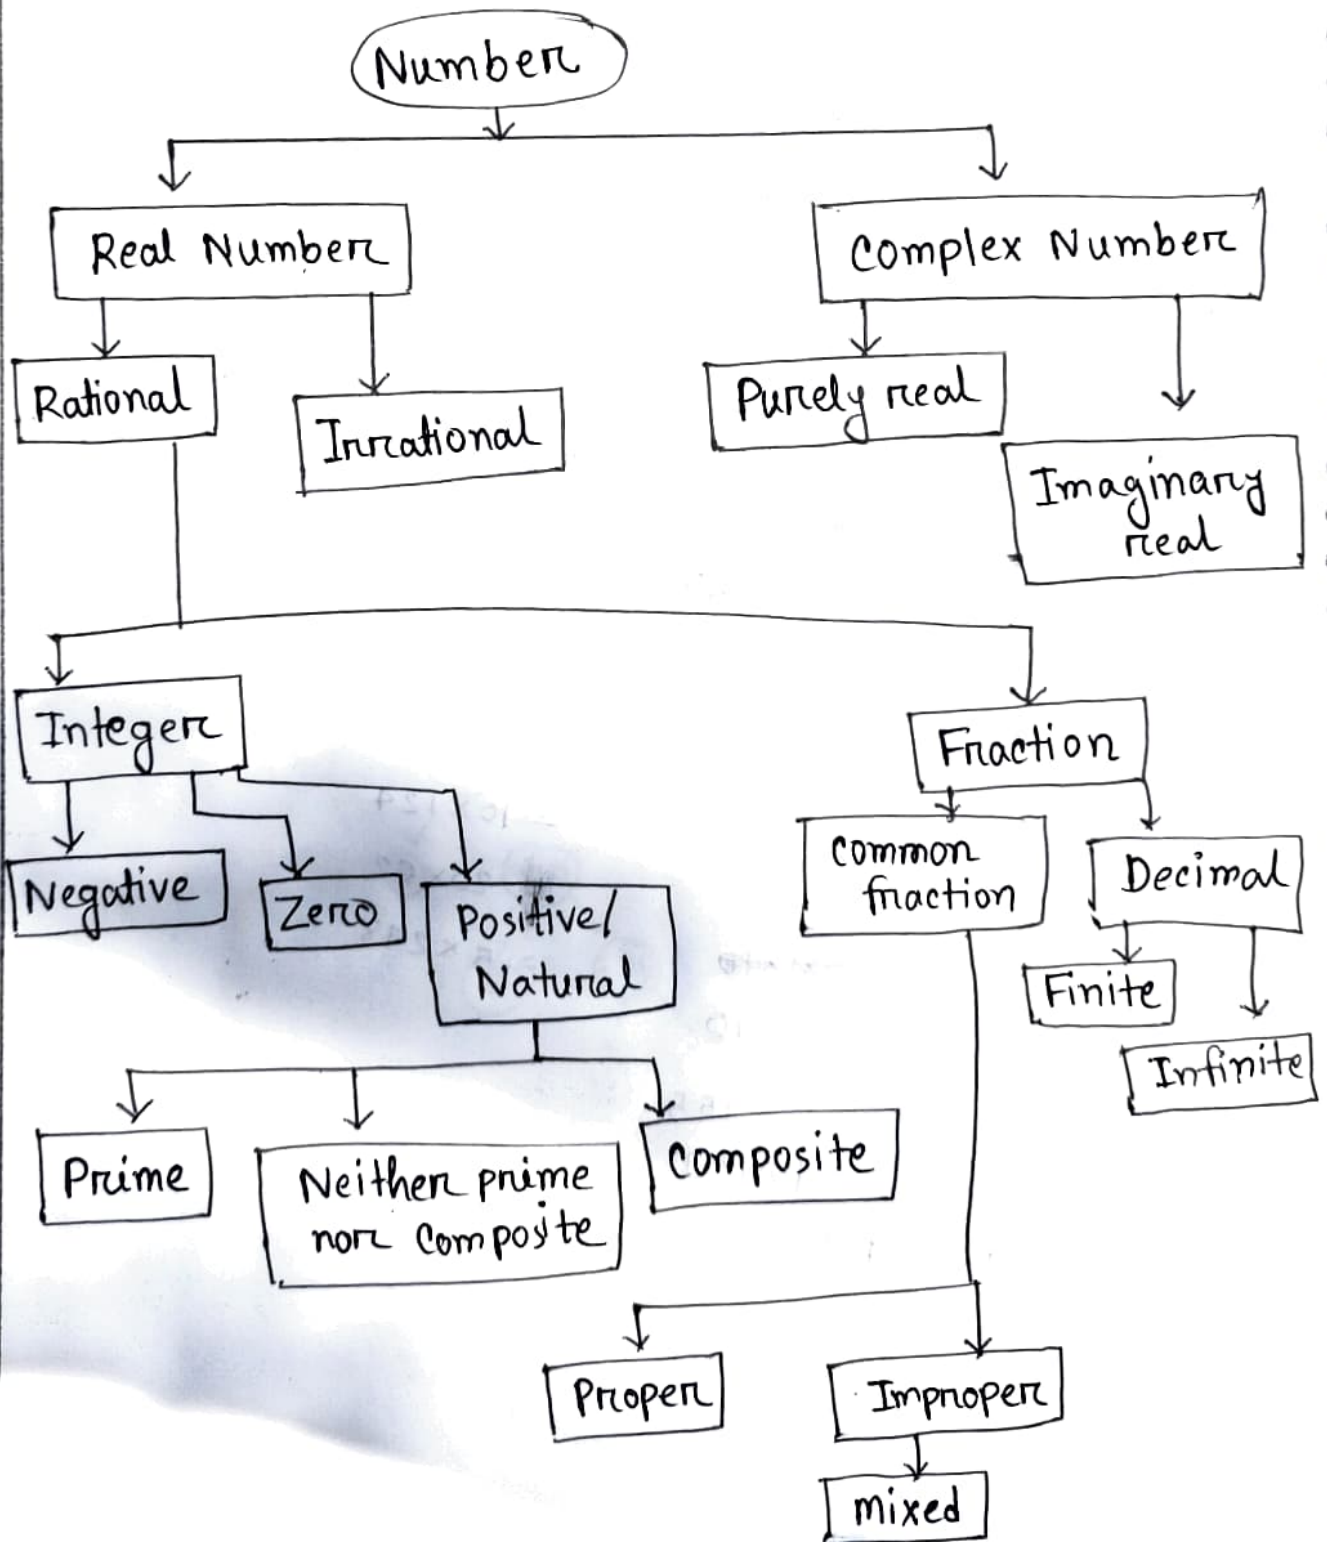 Number
Real Number
Complex Number
Rational
Irrational
Purely real
Imaginary
real
Integer
Fraction
Negative
Zero
Positive/
Natural
Common
fraction
Decimal
Finite
Infinite
Prime
Neither prime
nor Composite
Composite
Proper
Improper
mixed